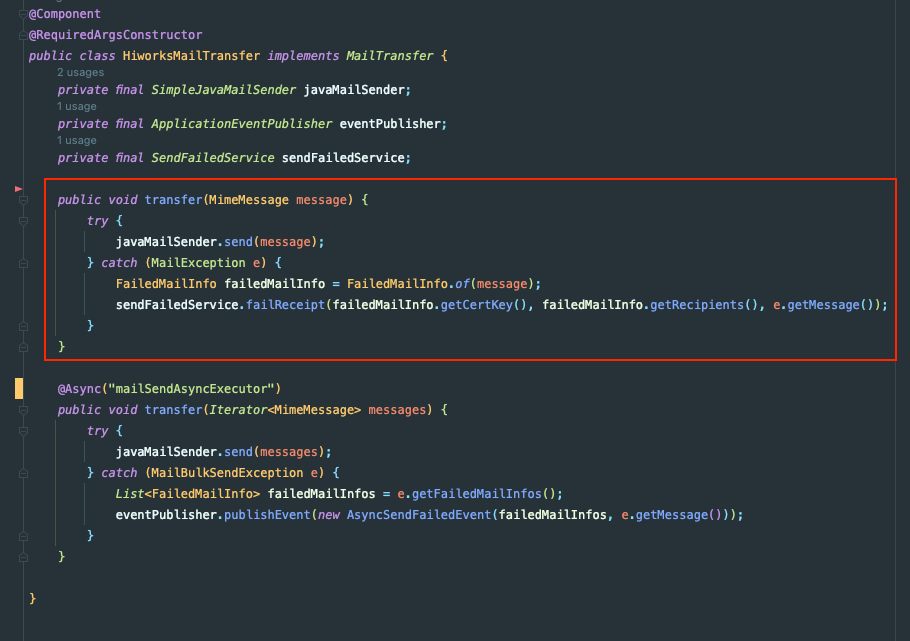 @Component
@RequiredArgsConstructor
public class HiworksMailTransfer implements MailTransfer {
2 usages
private final SimpleJavaMailSender javaMailSender;
1 usage
private final ApplicationEventPublisher eventPublisher;
1 usage
private final SendFailedService sendFailedService;
public void transfer(MimeMessage message) {
try {
javaMailSender.send(message);
} catch (MailException e) {
FailedMailInfo failedMailInfo = FailedMailInfo.of(message);
sendFailedService.failReceipt(failedMailInfo.getCertKey(), failedMailInfo.getRecipients(), e.getMessage());
}
}
@Async("mailSendAsyncExecutor")
public void transfer(Iterator<MimeMessage> messages) {
try {
javaMailSender.send(messages);
} catch (MailBulkSendException e) {
List<FailedMailInfo> failedMailInfos = e.getFailedMailInfos();
eventPublisher.publishEvent(new AsyncSendFailedEvent(failedMailInfos, e.getMessage()));
}
}
}